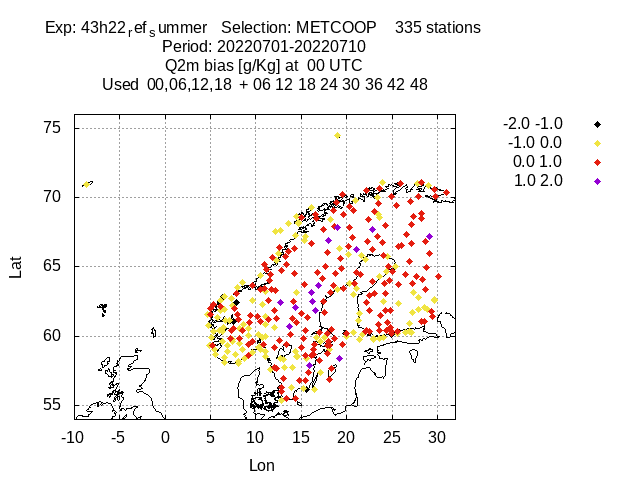 Exp: 43h22refsummer   Selection: METCOOP    335 stations
Period: 20220701-20220710
Q2m bias [g/Kg] at  00 UTC
Used  00,06,12,18  + 06 12 18 24 30 36 42 48
-2.0 -1.0
-1.0 0.0
0.0 1.0
1.0 2.0
75
70
65
60
55
Lat
-10 -5 0 5 10 15 20 25 30
Lon